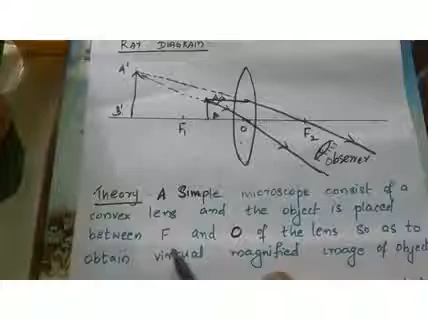 RAY DIAGRAM
A'
A
B'
F₁
B
O
F₂
observer
Theory - A Simple microscope consist of a
convex lens and the object is placed
between F and O of the lens so as to
obtain virtual magnified image of object